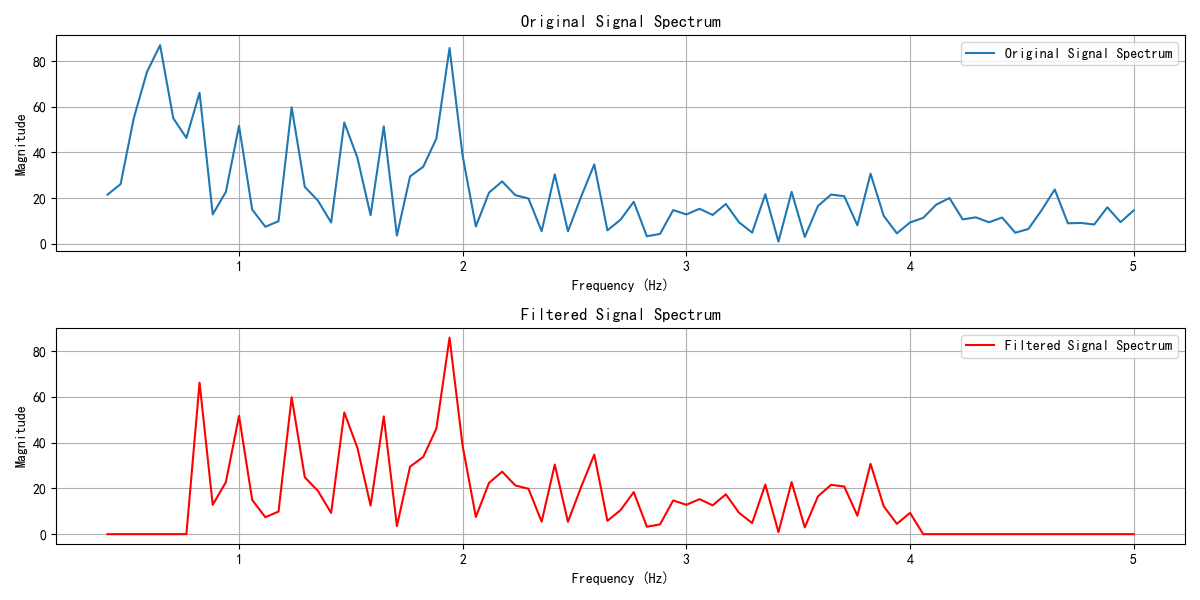 Original Signal Spectrum
Original Signal Spectrum
Magnitude
80
60
40
20
0
1 2 3 4 5
Frequency (Hz)
Filtered Signal Spectrum
Filtered Signal Spectrum
Magnitude
80
60
40
20
0
1 2 3 4 5
Frequency (Hz)